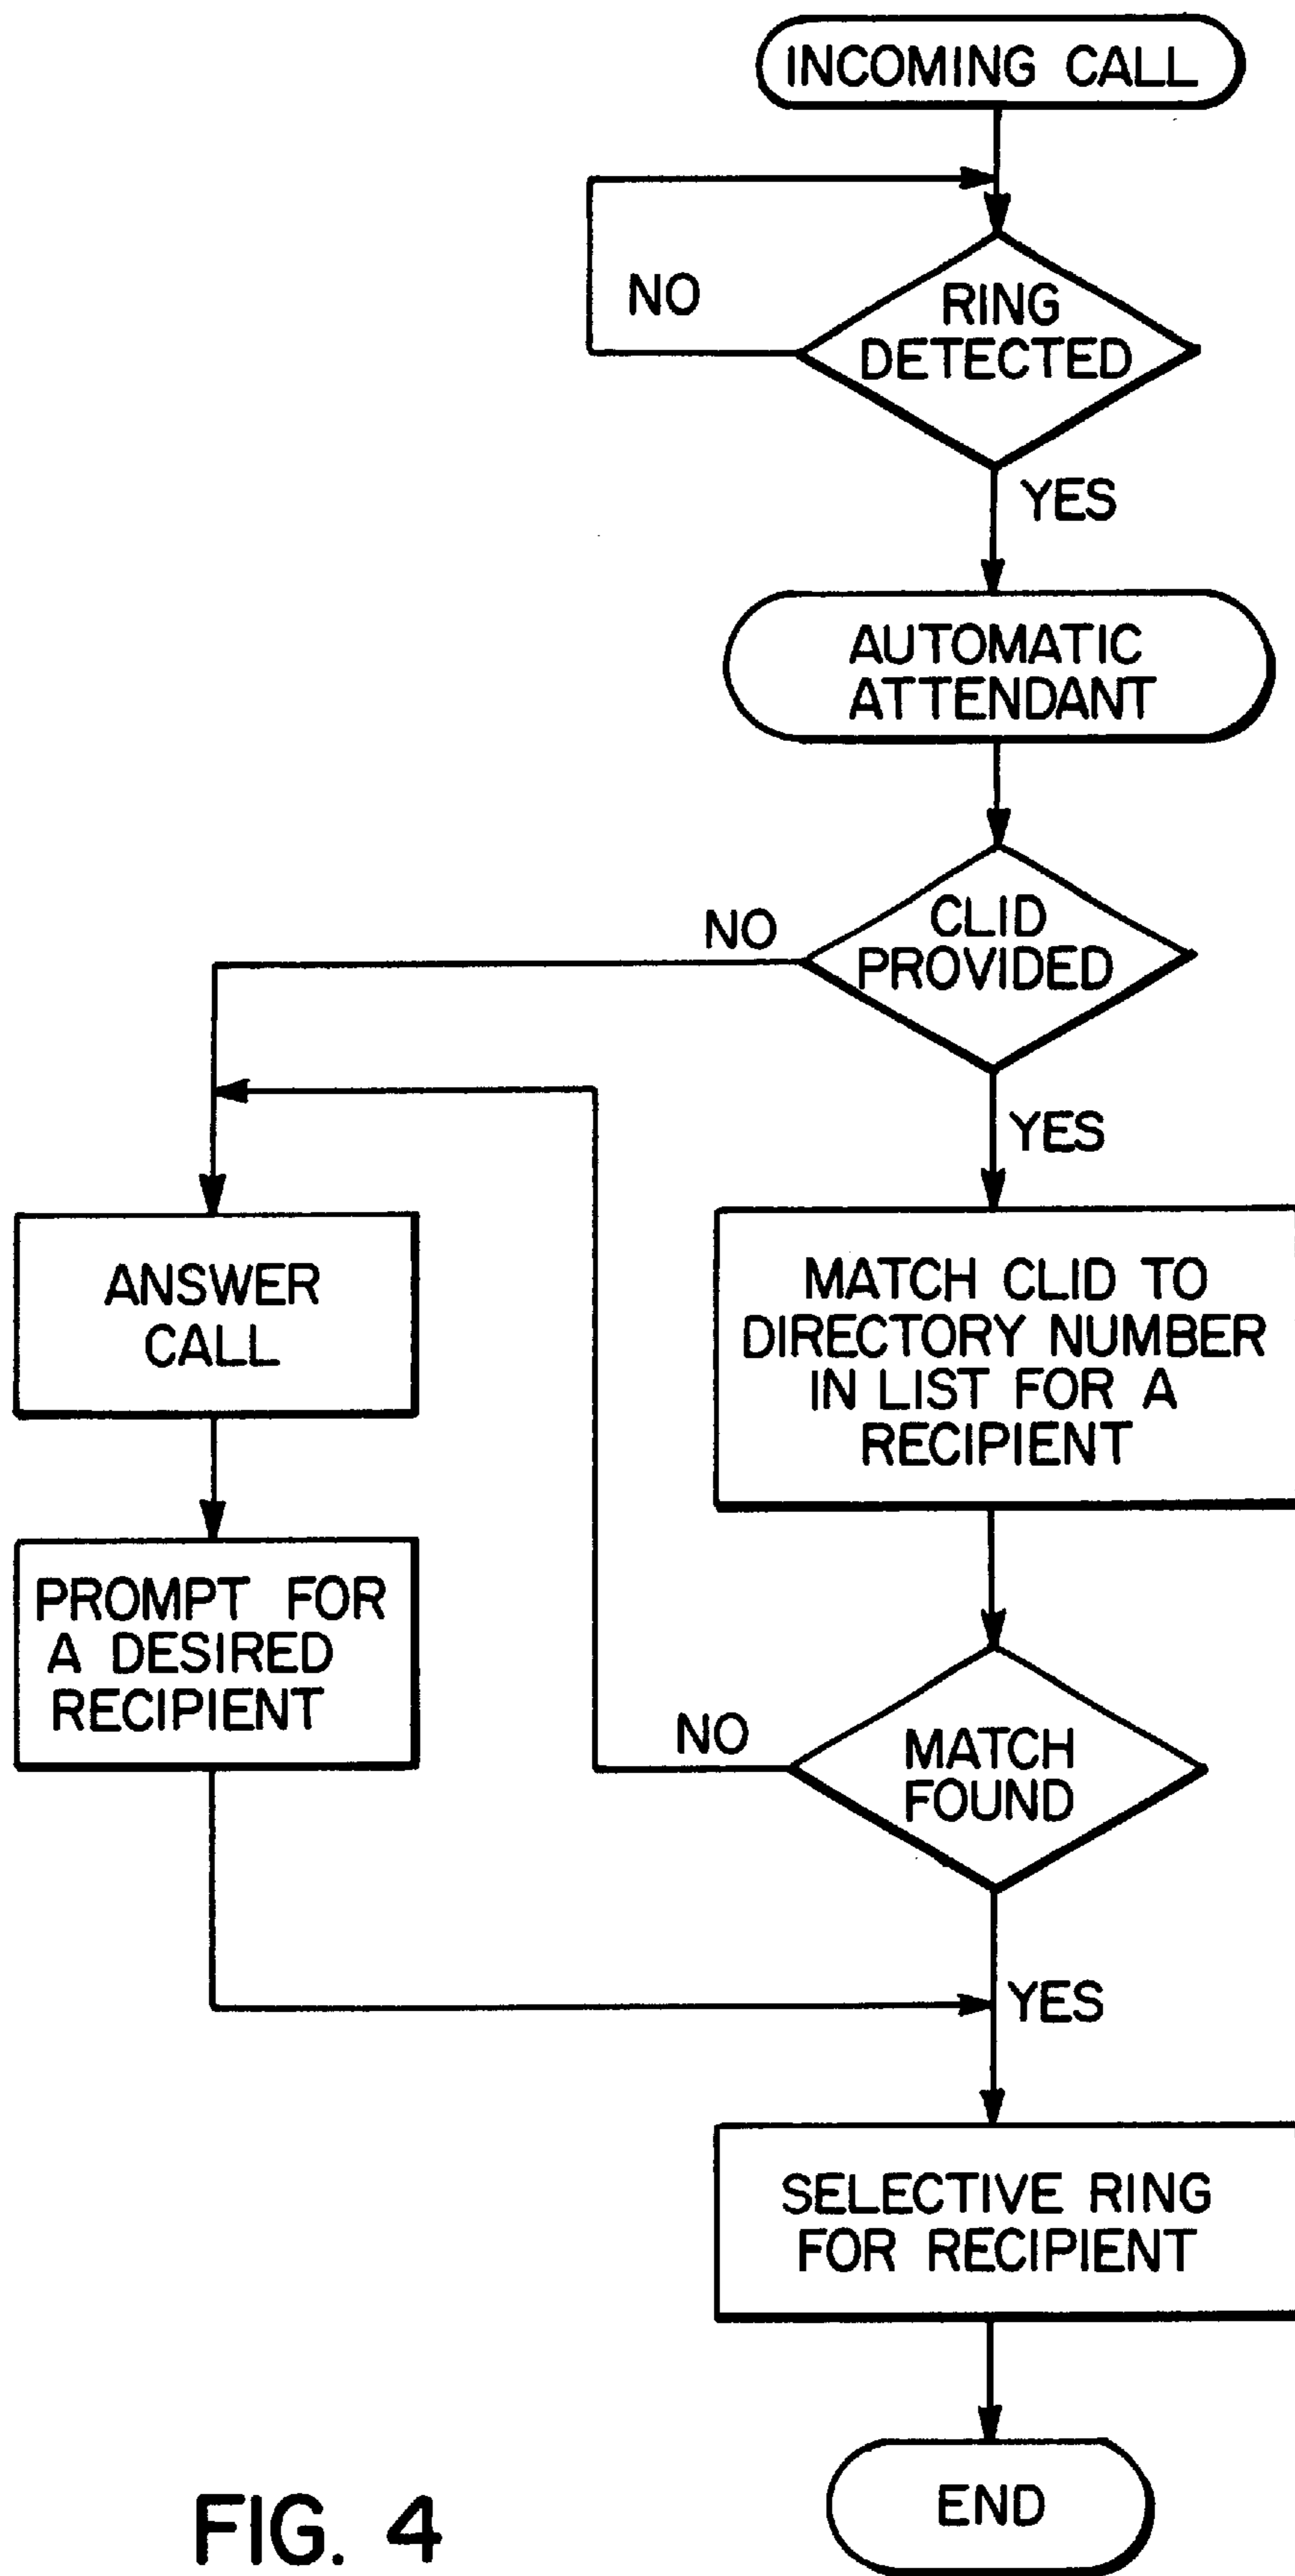 INCOMING CALL
NO
RING
DETECTED
YES
AUTOMATIC
ATTENDANT
NO
CLID
PROVIDED
YES
ANSWER
CALL
MATCH CLID TO
DIRECTORY NUMBER
IN LIST FOR A
RECIPIENT
PROMPT FOR
A DESIRED
RECIPIENT
NO
MATCH
FOUND
YES
SELECTIVE RING
FOR RECIPIENT
END
FIG. 4